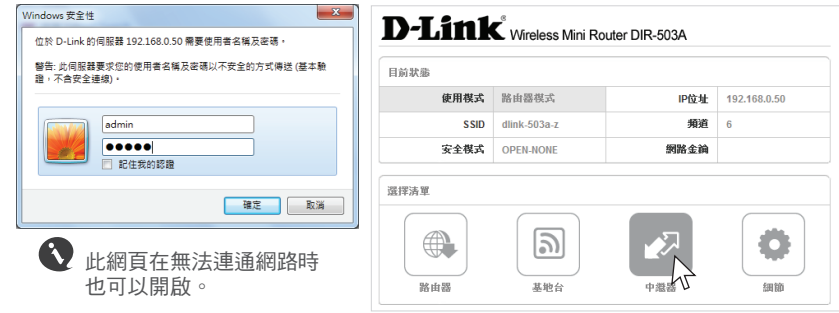 Windows 安全性
位於 D-Link 的伺服器 192.168.0.50 需要使用者名稱及密碼。
警告: 此伺服器要求您的使用者名稱及密碼以不安全的方式傳送 (基本驗
證，不含安全連線)。
admin
●●●●●
記住我的認證
確定 取消
此網頁在無法連通網路時
也可以開啟。
D-Link® Wireless Mini Router DIR-503A
目前狀態
使用模式 路由器模式 IP位址 192.168.0.50
SSID dlink-503a-z 頻道 6
安全模式 OPEN-NONE 網路金鑰
選擇清單
路由器 基地台 中繼器 細節